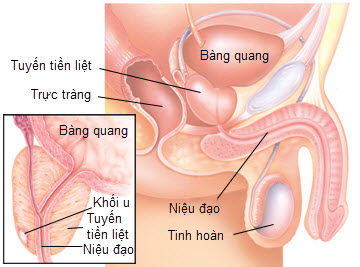 Bàng quang
Tuyến tiền liệt
Trực tràng
Niệu đạo
Tinh hoàn
Bàng quang
Khối u
Tuyến
tiền liệt
Niệu đạo